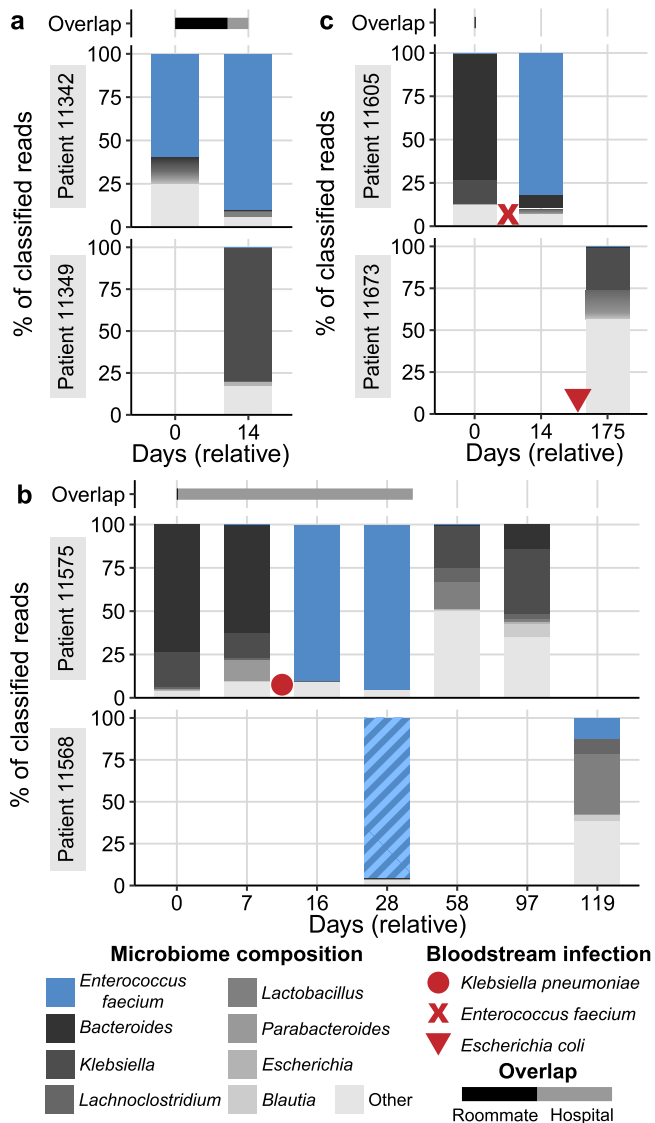 a
Overlap
% of classified reads
Patient 11342
100
75
50
25
0
Patient 11349
100
75
50
25
0
0 14
Days (relative)
c
Overlap
% of classified reads
Patient 11605
100
75
50
25
0
Patient 11673
100
75
50
25
0
0 14 175
Days (relative)
b
Overlap
% of classified reads
Patient 11575
100
75
50
25
0
Patient 11568
100
75
50
25
0
0 7 16 28 58 97 119
Days (relative)
Microbiome composition
Enterococcus
faecium
Bacteroides
Klebsiella
Lachnoclostridium
Lactobacillus
Parabacteroides
Escherichia
Blautia
Other
Bloodstream infection
Klebsiella pneumoniae
Enterococcus faecium
Escherichia coli
Overlap
Roommate Hospital